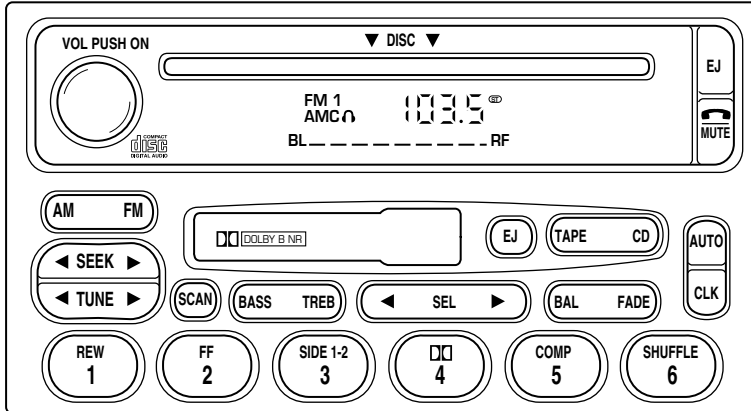 VOL PUSH ON
▼ DISC ▼
EJ
FM 1
AMC
103.5
ST
MUTE
COMPACT
disc
DIGITAL AUDIO
BL RF
AM FM
DOLBY B NR
EJ
TAPE CD
AUTO
◀ SEEK ▶
◀ TUNE ▶
SCAN
BASS TREB
◀ SEL ▶
BAL FADE
CLK
REW
1
FF
2
SIDE 1-2
3
4
COMP
5
SHUFFLE
6